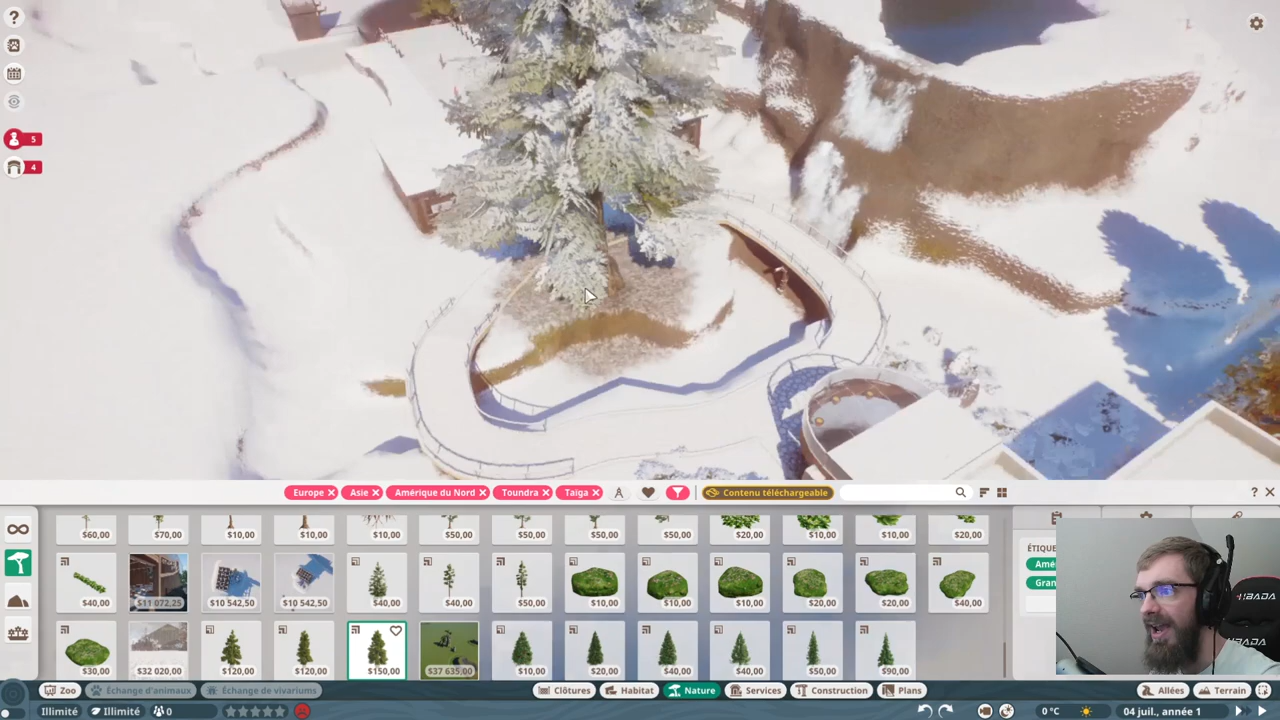 ?
5
4
Europe ✕ Asie ✕ Amérique du Nord ✕ Toundra ✕ Taïga ✕ Contenu téléchargeable ? ✕
$60,00 $70,00 $10,00 $10,00 $10,00 $50,00 $50,00 $50,00 $50,00 $20,00 $10,00 $10,00 $20,00
$40,00 $11 072,25 $10 542,50 $10 542,50 $40,00 $40,00 $50,00 $10,00 $10,00 $10,00 $20,00 $20,00 $40,00
$30,00 $32 020,00 $120,00 $120,00 $150,00 $37 635,00 $10,00 $20,00 $40,00 $40,00 $50,00 $90,00
ÉTIQUE
Amé
Gran
HBADA
HBADA
Zoo Échange d'animaux Échange de vivariums Clôtures Habitat Nature Services Construction Plans Allées Terrain
Illimité Illimité 0 0 °C 04 juil., année 1